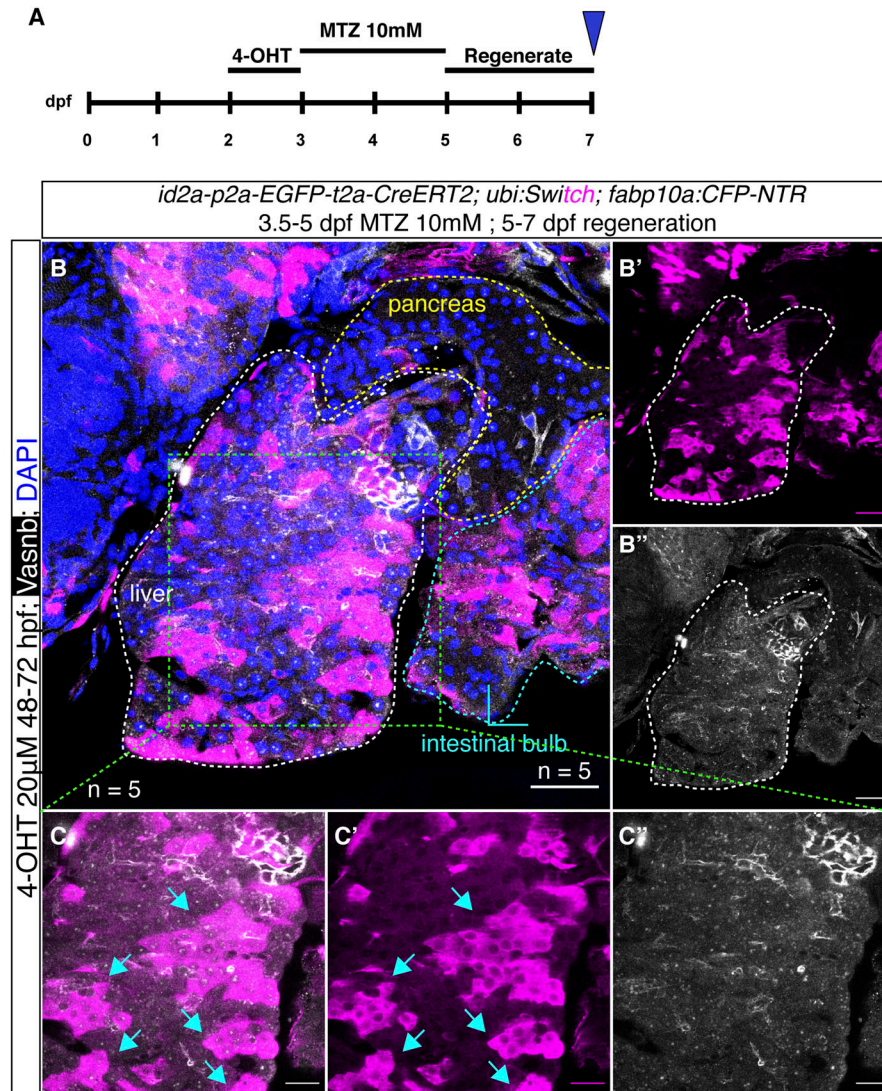 A
MTZ 10mM
4-OHT
Regenerate
dpf
0 1 2 3 4 5 6 7
id2a-p2a-EGFP-t2a-CreERT2; ubi:Switch; fabp10a:CFP-NTR
3.5-5 dpf MTZ 10mM ; 5-7 dpf regeneration
4-OHT 20μM 48-72 hpf; Vasnb; DAPI
B
pancreas
liver
intestinal bulb
n = 5
n = 5
B'
B''
C
C'
C''